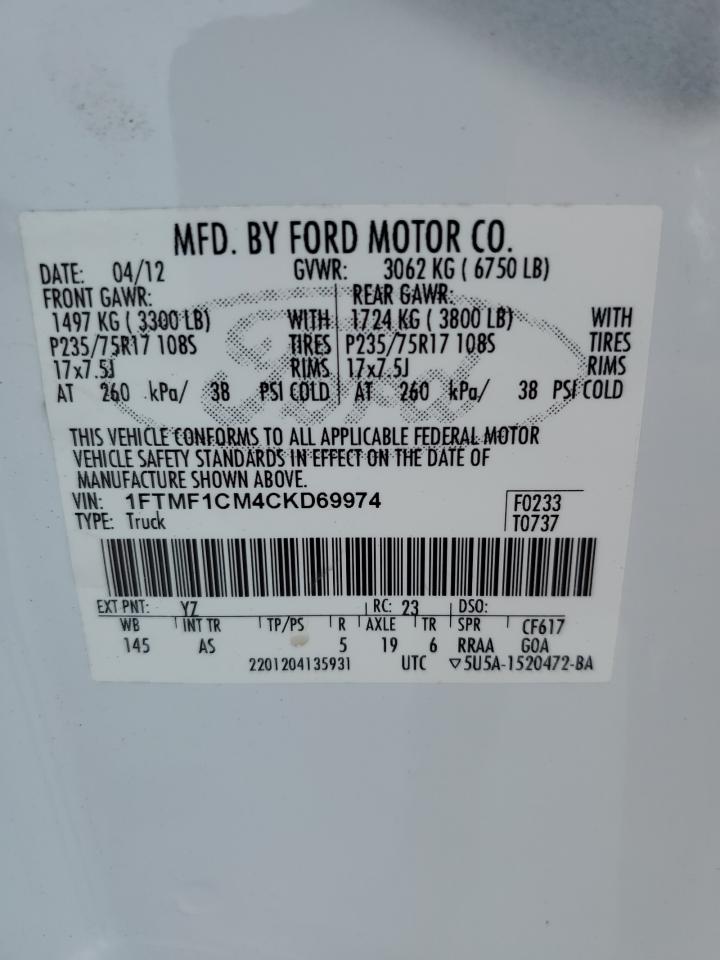 MFD. BY FORD MOTOR CO.
DATE: 04/12 GVWR: 3062 KG ( 6750 LB)
FRONT GAWR: REAR GAWR:
1497 KG ( 3300 LB) WITH 1724 KG ( 3800 LB) WITH
P235/75R17 108S TIRES P235/75R17 108S TIRES
17x7.5J RIMS 17x7.5J RIMS
AT 260 kPa/ 38 PSI COLD AT 260 kPa/ 38 PSI COLD
Ford
THIS VEHICLE CONFORMS TO ALL APPLICABLE FEDERAL MOTOR
VEHICLE SAFETY STANDARDS IN EFFECT ON THE DATE OF
MANUFACTURE SHOWN ABOVE.
VIN: 1FTMF1CM4CKD69974 F0233
TYPE: Truck T0737
EXT PNT: Y7 RC: 23 DSO:
WB INT TR TP/PS R AXLE TR SPR CF617
145 AS 5 19 6 RRAA GOA
2201204135931 UTC ▽5U5A-1520472-BA